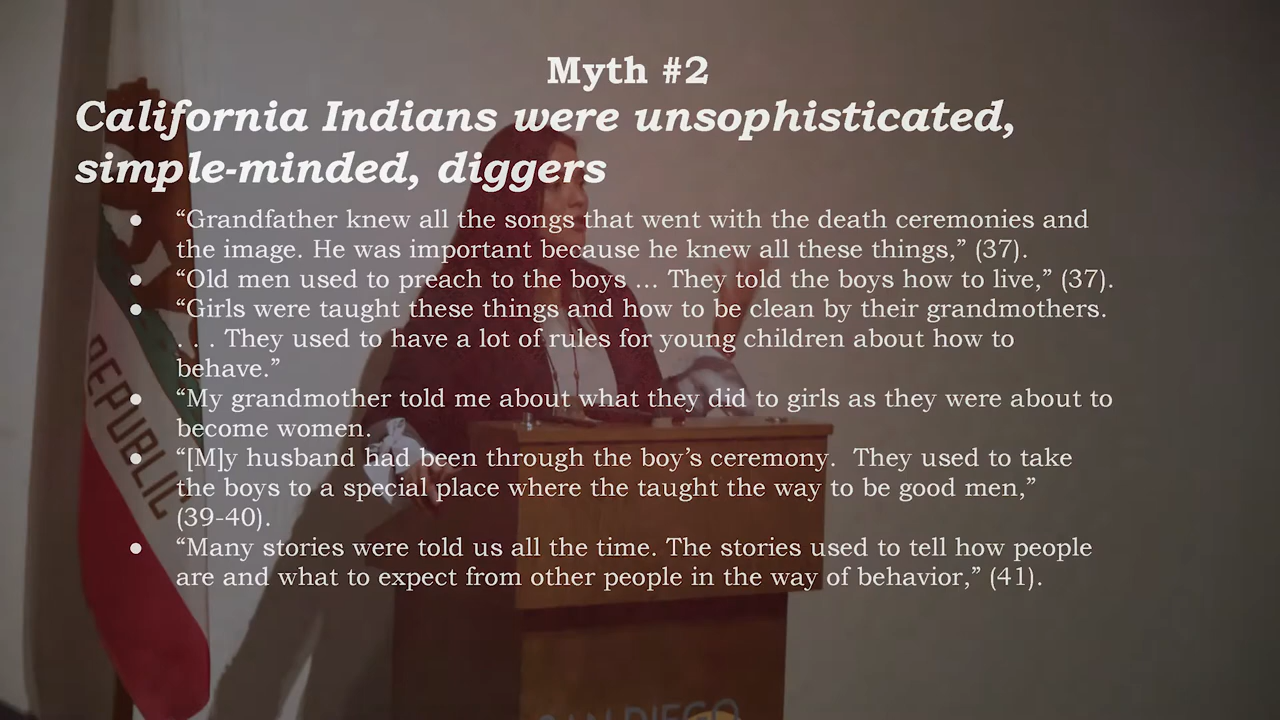 Myth #2
California Indians were unsophisticated,
simple-minded, diggers
● “Grandfather knew all the songs that went with the death ceremonies and
the image. He was important because he knew all these things,” (37).
● “Old men used to preach to the boys ... They told the boys how to live,” (37).
● “Girls were taught these things and how to be clean by their grandmothers.
. . . They used to have a lot of rules for young children about how to
behave.”
● “My grandmother told me about what they did to girls as they were about to
become women.
● “[M]y husband had been through the boy’s ceremony.  They used to take
the boys to a special place where the taught the way to be good men,”
(39-40).
● “Many stories were told us all the time. The stories used to tell how people
are and what to expect from other people in the way of behavior,” (41).
REPUBLIC
SAN DIEGO